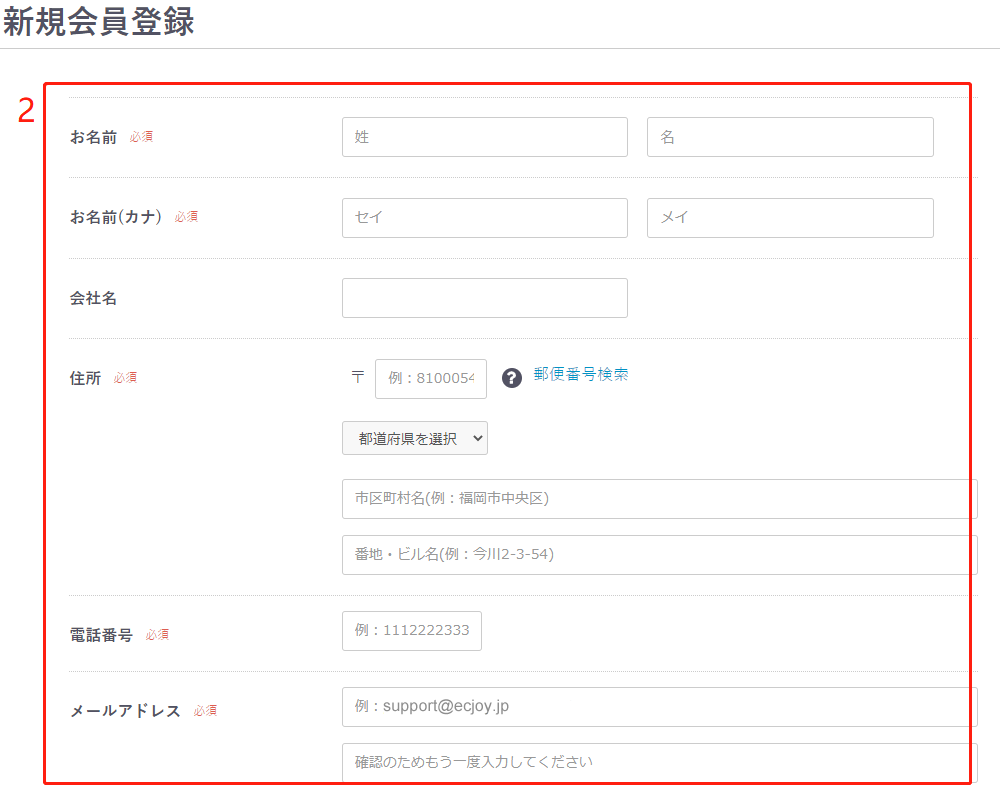 新規会員登録
2
お名前 必須 姓 名
お名前(カナ) 必須 セイ メイ
会社名
住所 必須 〒 例：8100054 ? 郵便番号検索
都道府県を選択
市区町村名(例：福岡市中央区)
番地・ビル名(例：今川2-3-54)
電話番号 必須 例：1112222333
メールアドレス 必須 例：support@ecjoy.jp
確認のためもう一度入力してください